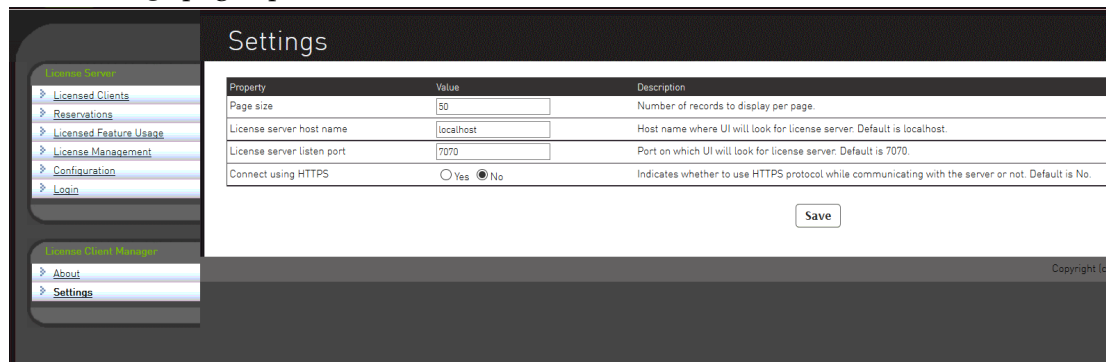 Settings
License Server
Licensed Clients
Reservations
Licensed Feature Usage
License Management
Configuration
Login
License Client Manager
About
Settings
Property Value Description
Page size 50 Number of records to display per page.
License server host name localhost Host name where UI will look for license server. Default is localhost.
License server listen port 7070 Port on which UI will look for license server. Default is 7070.
Connect using HTTPS Yes No Indicates whether to use HTTPS protocol while communicating with the server or not. Default is No.
Save
Copyright